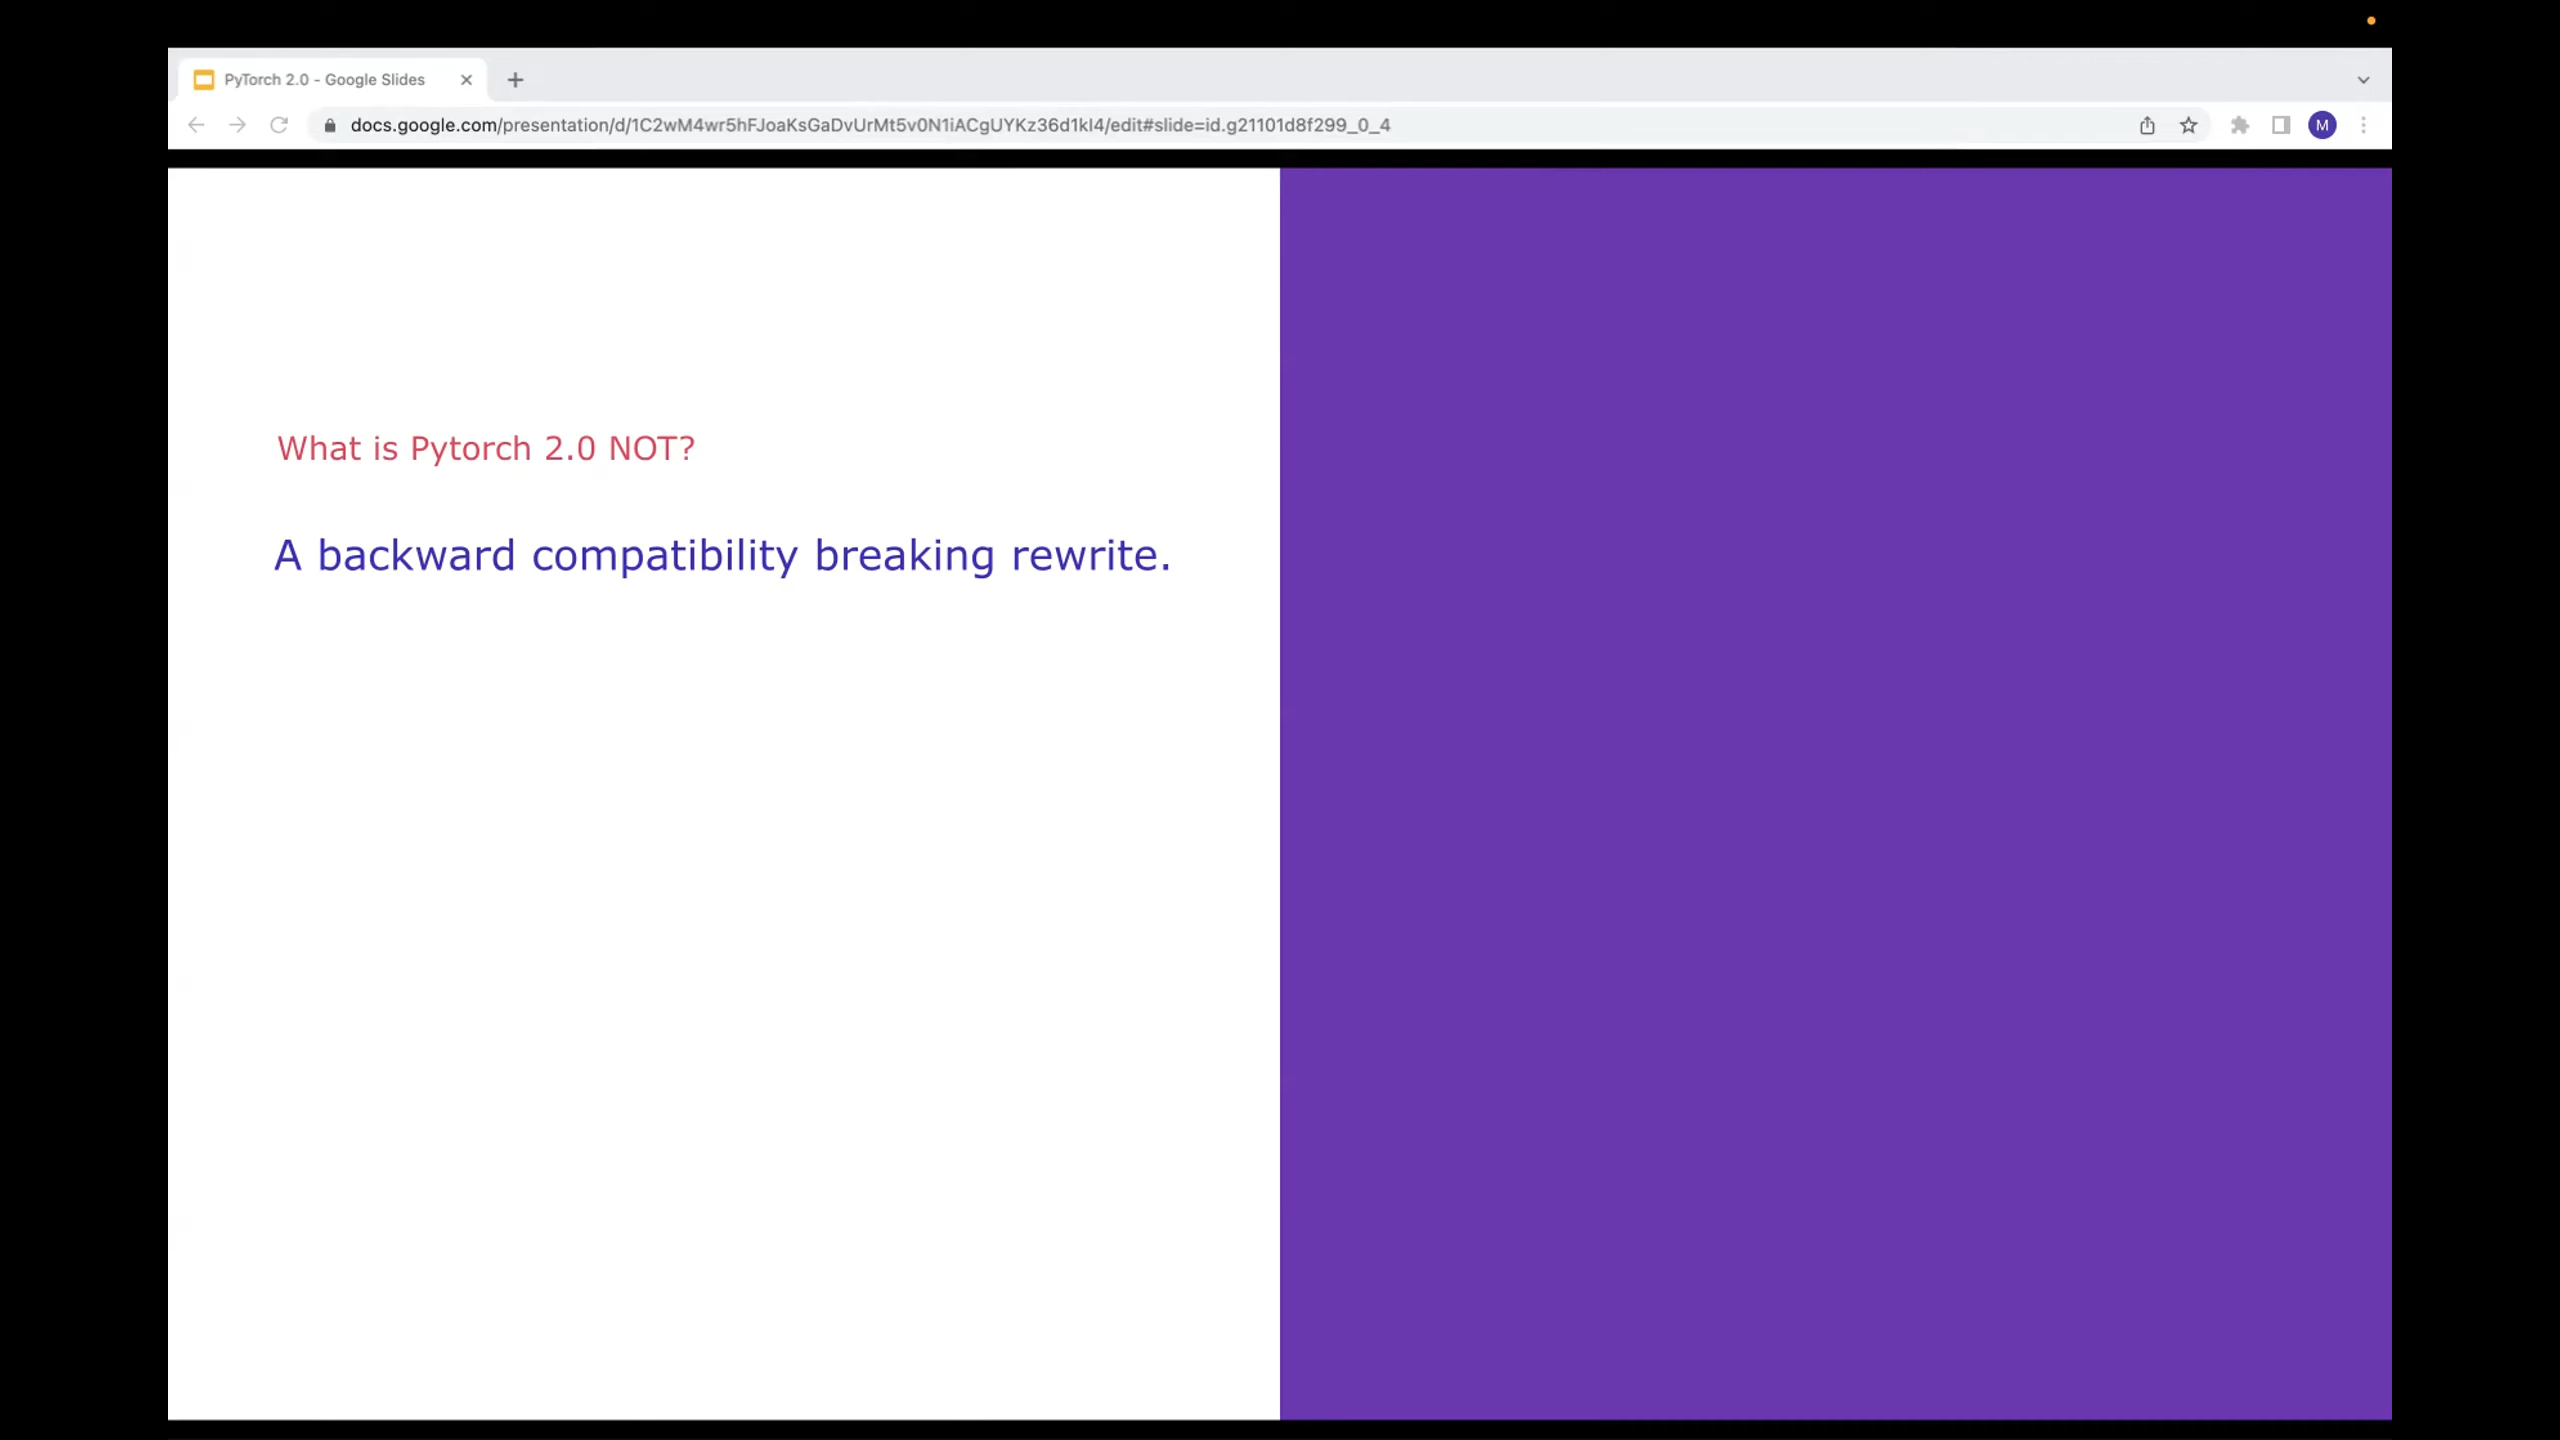 PyTorch 2.0 - Google Slides
docs.google.com/presentation/d/1C2wM4wr5hFJoaKsGaDvUrMt5v0N1iACgUYKz36d1kI4/edit#slide=id.g21101d8f299_0_4
M
What is Pytorch 2.0 NOT?
A backward compatibility breaking rewrite.